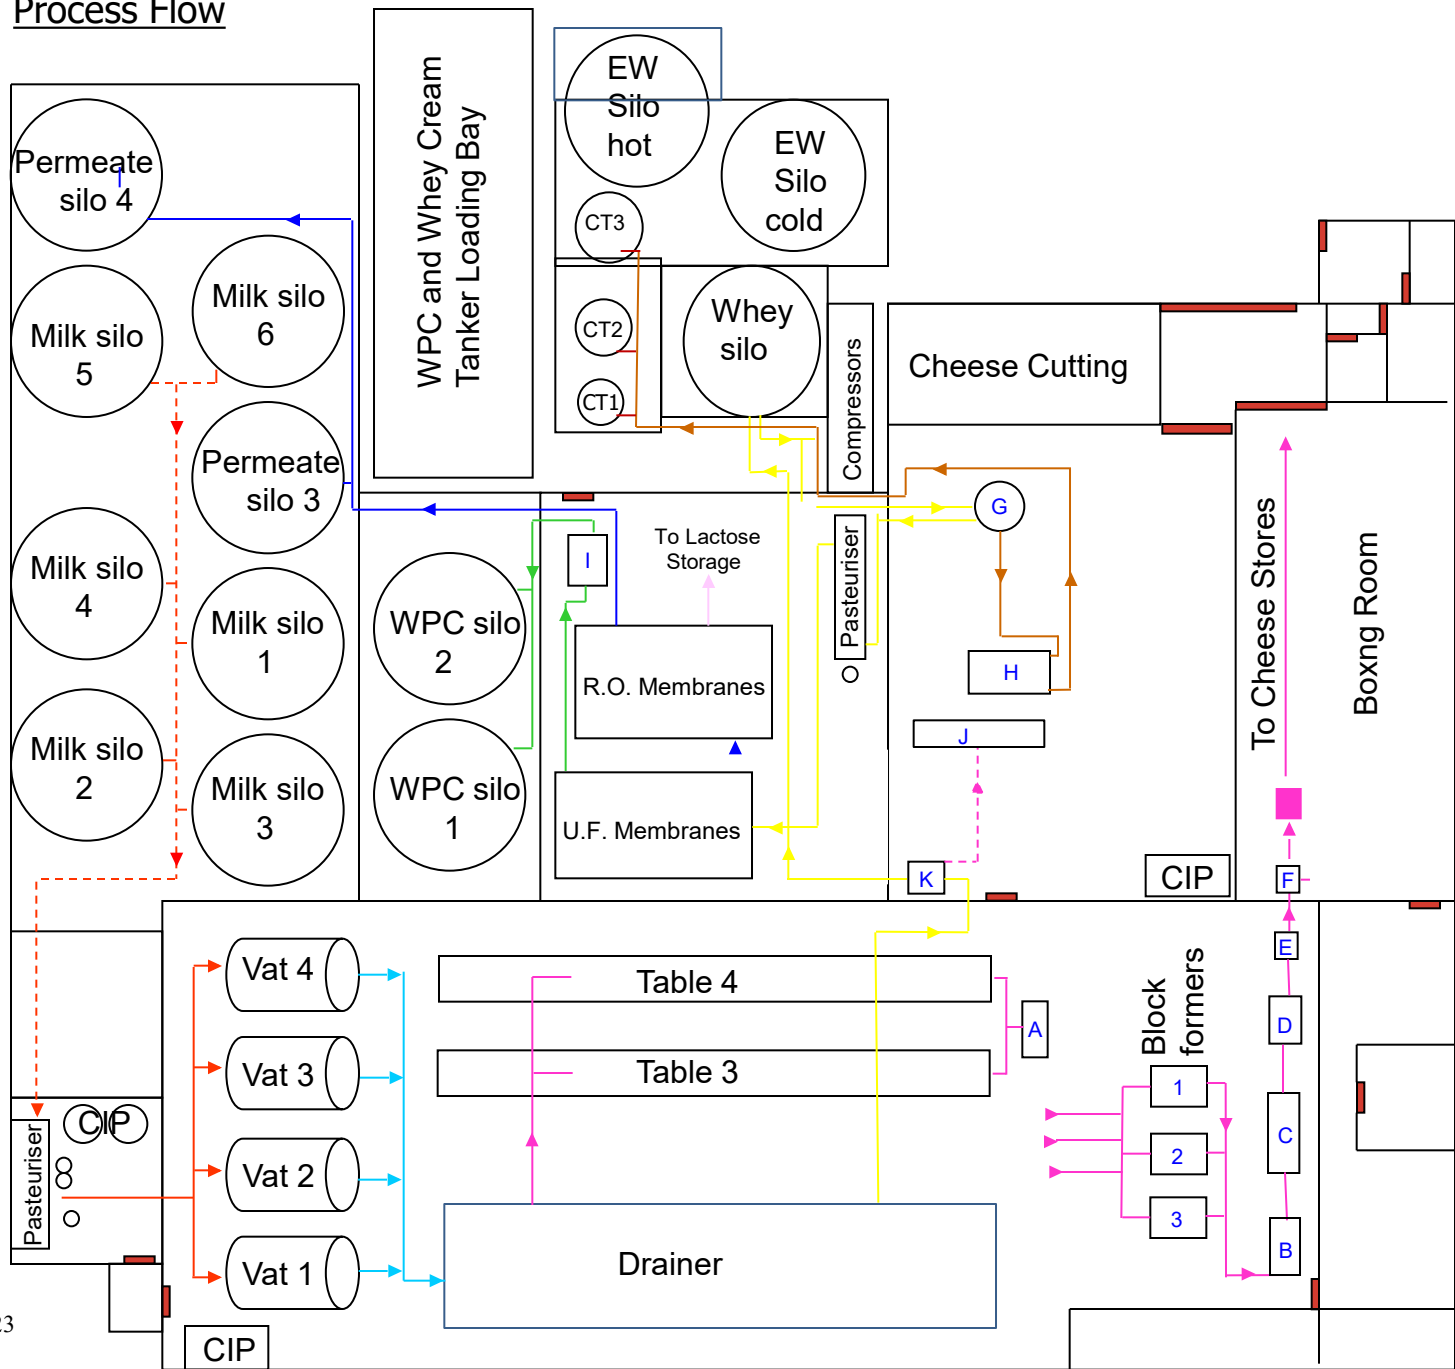 Process Flow
WPC and Whey Cream
Tanker Loading Bay
EW
Silo
hot
EW
Silo
cold
Permeate
silo 4
CT3
Milk silo
6
Milk silo
5
CT2
CT1
Whey
silo
Compressors
Cheese Cutting
Permeate
silo 3
To Lactose
Storage
Pasteuriser
G
I
To Cheese Stores
Boxng Room
Milk silo
4
Milk silo
1
WPC silo
2
R.O. Membranes
H
J
Milk silo
2
Milk silo
3
WPC silo
1
U.F. Membranes
K
CIP
F
E
Vat 4
Table 4
A
Block
formers
D
Vat 3
Table 3
1
CIP
Pasteuriser
Vat 2
2
C
3
Vat 1
Drainer
B
23
CIP